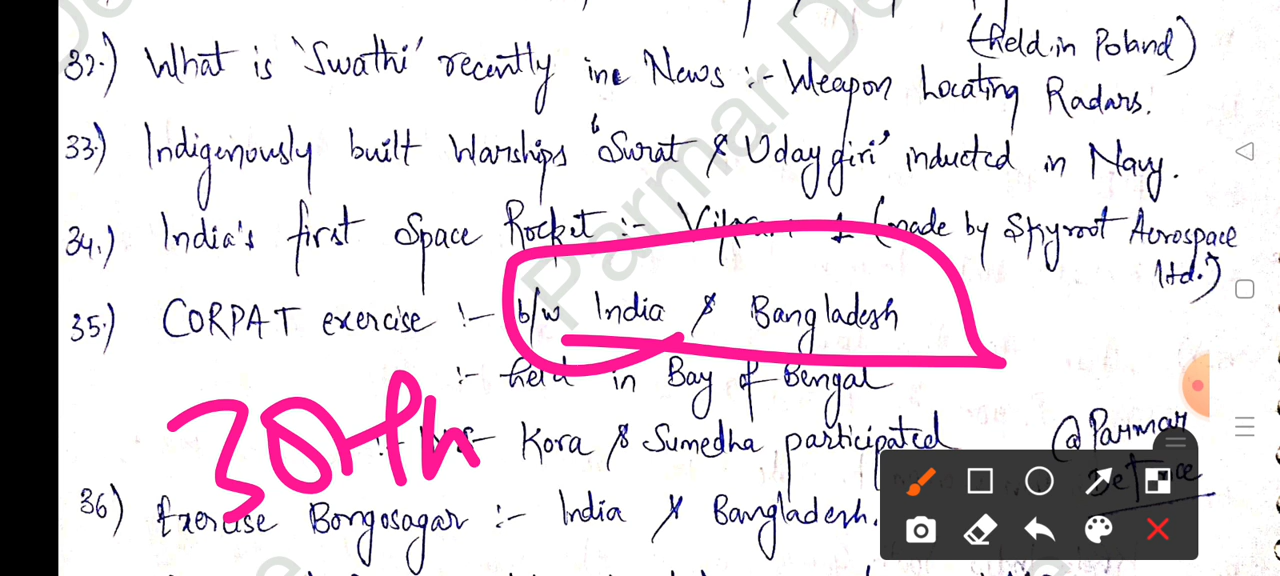 (held in Poland)
32.) What is 'Swathi' recently in News :- Weapon Locating Radars.
33.) Indigenously built Warships 'Surat & Udaygiri' inducted in Navy.
34.) India's first Space Rocket :- (made by Skyroot Aerospace
ltd.)
35.) CORPAT exercise :- b/w India & Bangladesh
:- held in Bay of Bengal
30th
Kora & Sumedha participated
@Parmar
36) Exercise Bongosagar :- India & Bangladesh.
Parmar De